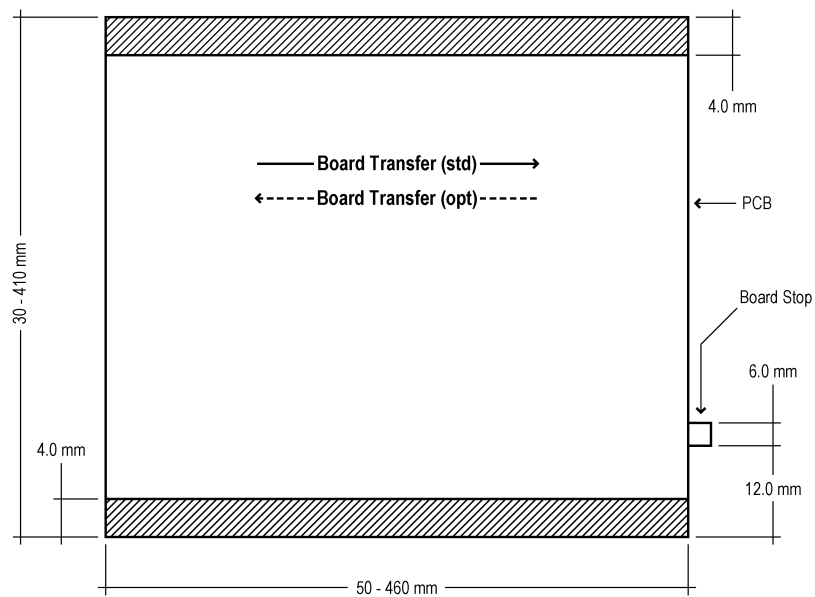 4.0 mm
Board Transfer (std)
Board Transfer (opt)
PCB
30 - 410 mm
Board Stop
6.0 mm
4.0 mm
12.0 mm
50 - 460 mm